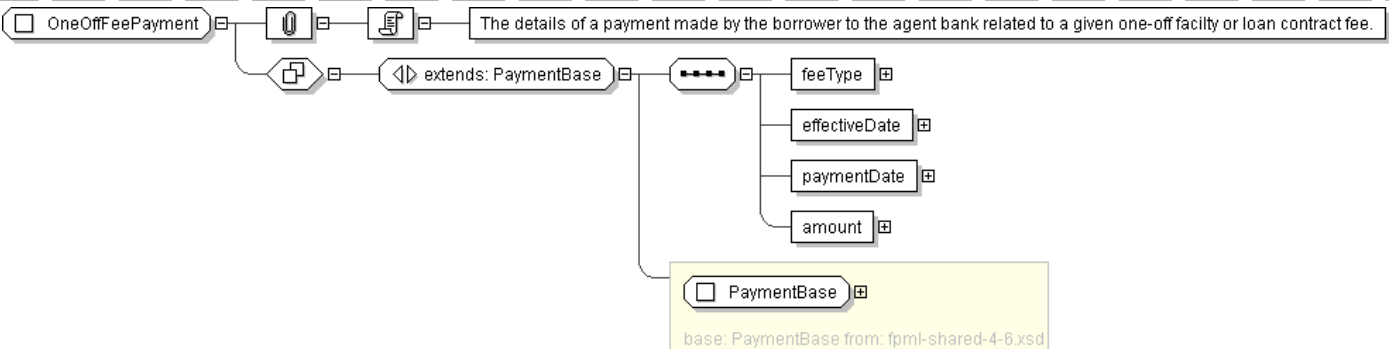 OneOffFeePayment
The details of a payment made by the borrower to the agent bank related to a given one-off facility or loan contract fee.
extends: PaymentBase
feeType
effectiveDate
paymentDate
amount
PaymentBase
base: PaymentBase from: fpml-shared-4-6.xsd